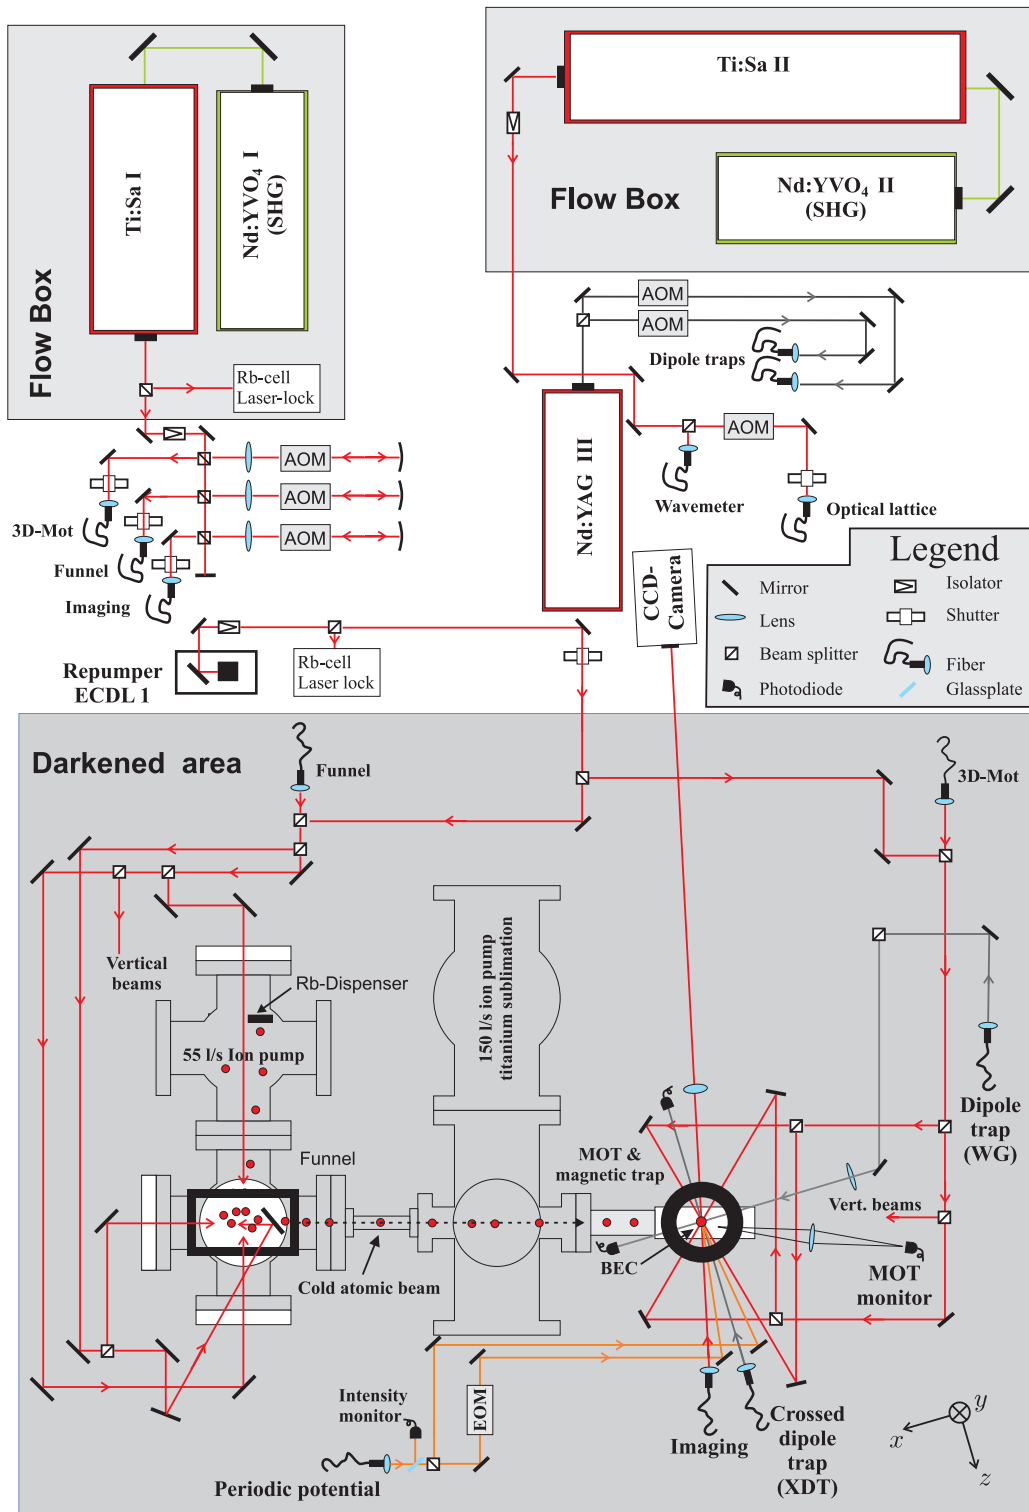 Ti:Sa I
Nd:YVO4 I
(SHG)
Flow Box
Rb-cell
Laser-lock
Ti:Sa II
Nd:YVO4 II
(SHG)
Flow Box
AOM
AOM
Dipole traps
AOM
AOM
AOM
3D-Mot
Funnel
Imaging
Nd:YAG III
AOM
Wavemeter
Optical lattice
CCD-
Camera
Legend
Mirror
Lens
Beam splitter
Photodiode
Isolator
Shutter
Fiber
Glassplate
Repumper
ECDL 1
Rb-cell
Laser lock
Darkened area
Funnel
3D-Mot
Vertical
beams
Rb-Dispenser
55 l/s Ion pump
150 l/s ion pump
titanium sublimation
Dipole
trap
(WG)
Funnel
MOT &
magnetic trap
Vert. beams
BEC
Cold atomic beam
MOT
monitor
Intensity
monitor
EOM
Periodic potential
Imaging
Crossed
dipole
trap
(XDT)
y
x
z